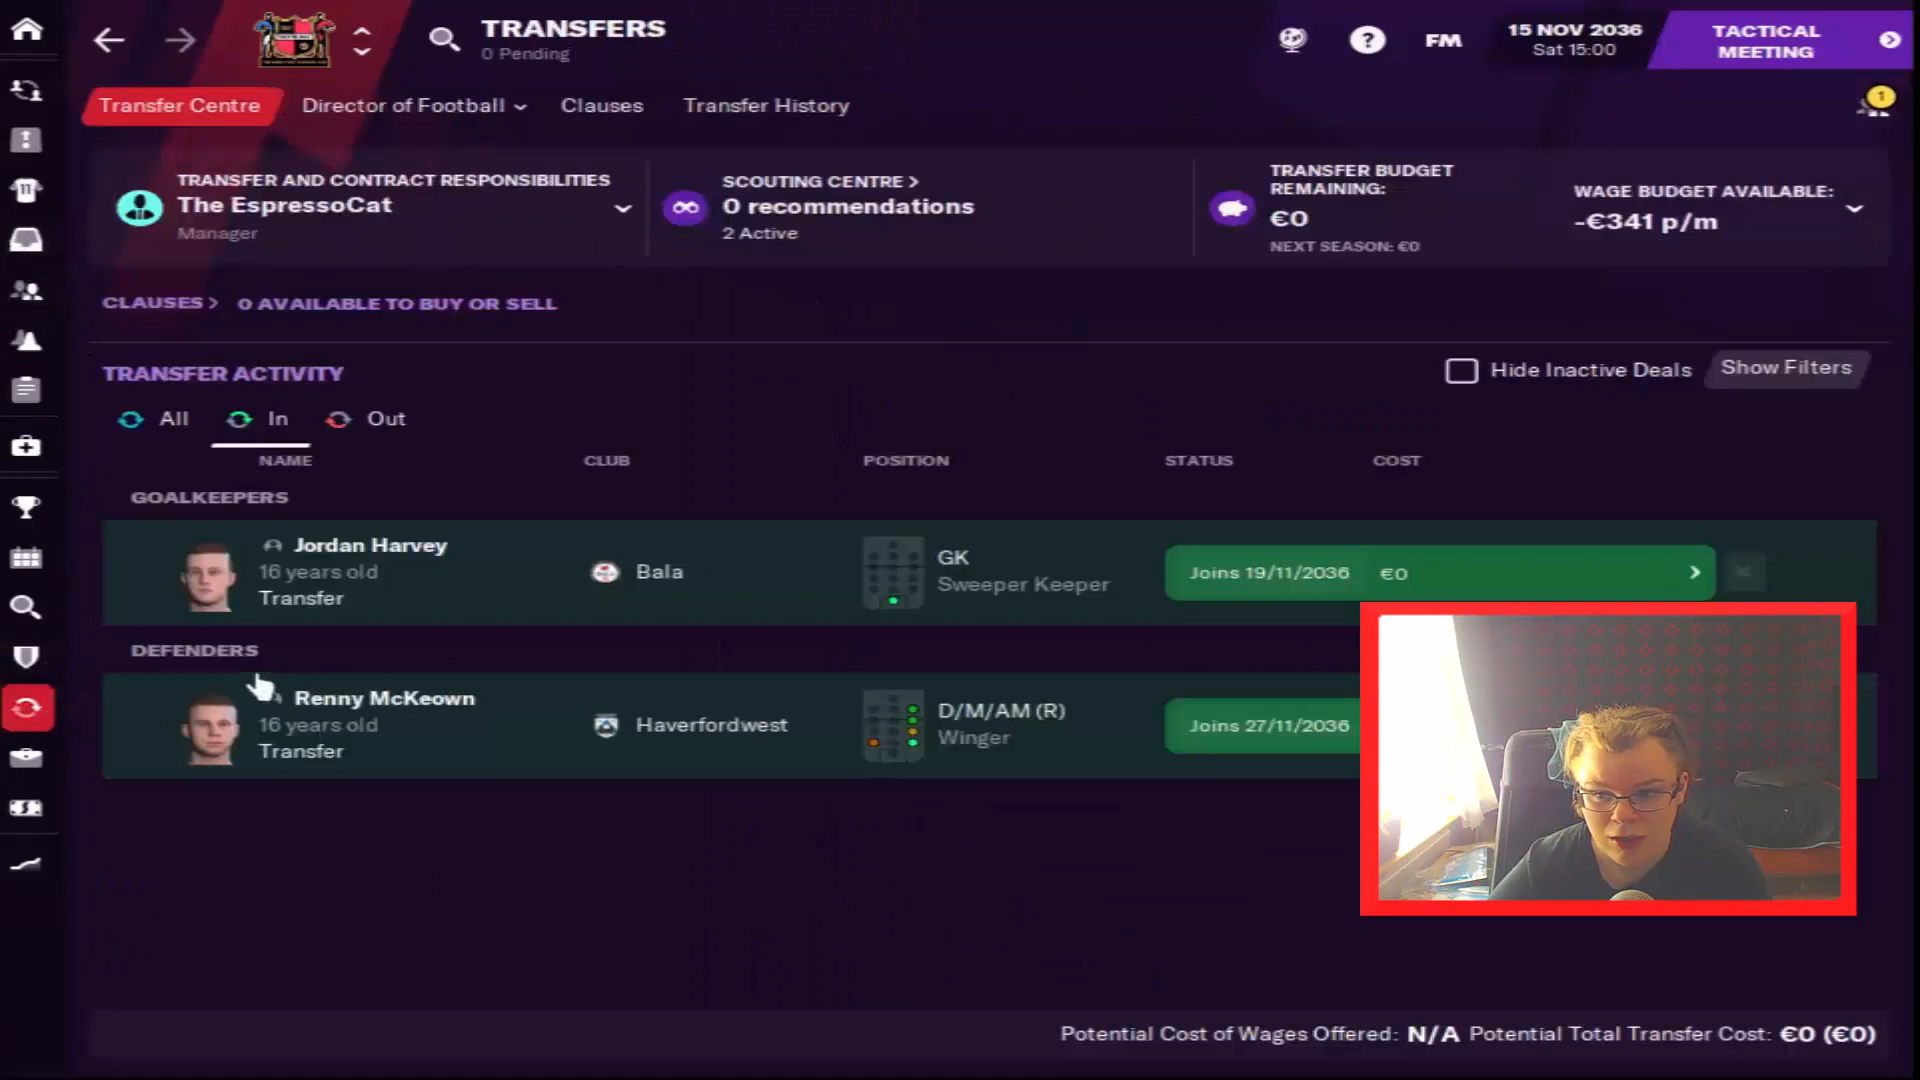 TRANSFERS
0 Pending
FM
15 NOV 2036
Sat 15:00
TACTICAL
MEETING
Transfer Centre
Director of Football
Clauses
Transfer History
1
TRANSFER AND CONTRACT RESPONSIBILITIES
The EspressoCat
Manager
SCOUTING CENTRE >
0 recommendations
2 Active
TRANSFER BUDGET
REMAINING:
€0
NEXT SEASON: €0
WAGE BUDGET AVAILABLE:
-€341 p/m
CLAUSES > 0 AVAILABLE TO BUY OR SELL
TRANSFER ACTIVITY
Hide Inactive Deals
Show Filters
All
In
Out
NAME CLUB POSITION STATUS COST
GOALKEEPERS
Jordan Harvey
16 years old
Transfer
Bala
GK
Sweeper Keeper
Joins 19/11/2036 €0
DEFENDERS
Renny McKeown
16 years old
Transfer
Haverfordwest
D/M/AM (R)
Winger
Joins 27/11/2036
Potential Cost of Wages Offered: N/A Potential Total Transfer Cost: €0 (€0)